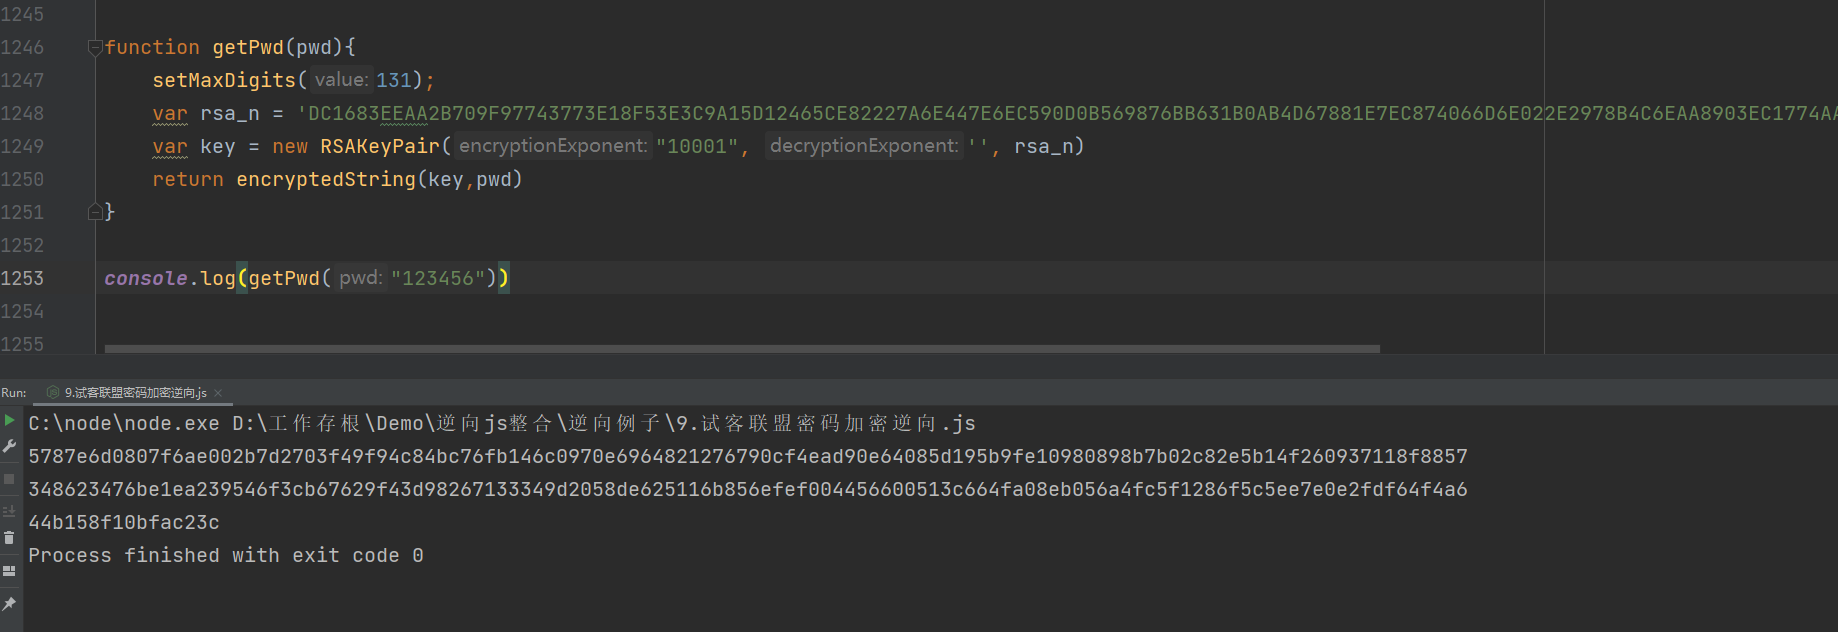 1245
1246 function getPwd(pwd){
1247 setMaxDigits( value: 131);
1248 var rsa_n = 'DC1683EEAA2B709F97743773E18F53E3C9A15D12465CE82227A6E447E6EC590D0B569876BB631B0AB4D67881E7EC874066D6E022E2978B4C6EAA8903EC1774AA
1249 var key = new RSAKeyPair( encryptionExponent: "10001", decryptionExponent: '', rsa_n)
1250 return encryptedString(key,pwd)
1251 }
1252
1253 console.log(getPwd( pwd: "123456"))
1254
1255
Run: 9.试客联盟密码加密逆向.js
C:\node\node.exe D:\工作存根\Demo\逆向js整合\逆向例子\9.试客联盟密码加密逆向.js
5787e6d0807f6ae002b7d2703f49f94c84bc76fb146c0970e6964821276790cf4ead90e64085d195b9fe10980898b7b02c82e5b14f260937118f8857
348623476be1ea239546f3cb67629f43d98267133349d2058de625116b856efef004456600513c664fa08eb056a4fc5f1286f5c5ee7e0e2fdf64f4a6
44b158f10bfac23c
Process finished with exit code 0